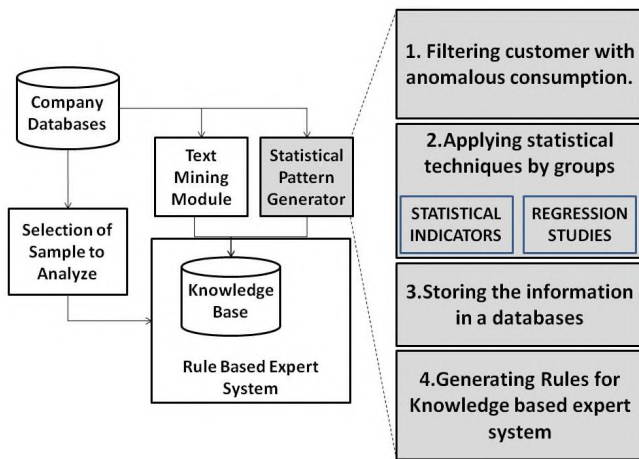 Company
Databases
Text
Mining
Module
Statistical
Pattern
Generator
Selection of
Sample to
Analyze
Knowledge
Base
Rule Based Expert
System
1. Filtering customer with
anomalous consumption.
2.Applying statistical
techniques by groups
STATISTICAL
INDICATORS
REGRESSION
STUDIES
3.Storing the information
in a databases
4.Generating Rules for
Knowledge based expert
system